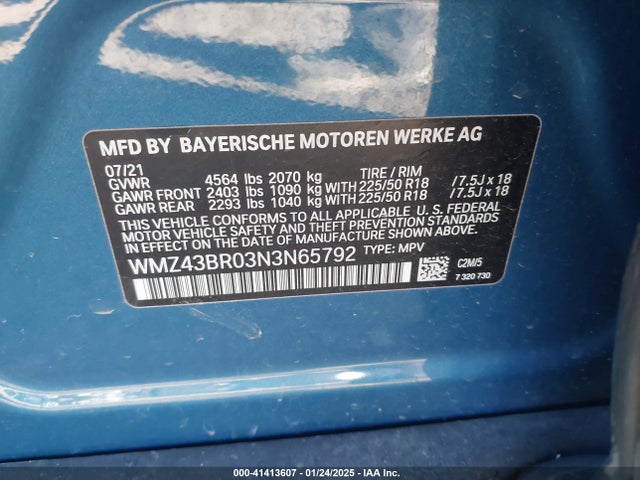 MFD BY BAYERISCHE MOTOREN WERKE AG
07/21
GVWR 4564 lbs 2070 kg TIRE / RIM
GAWR FRONT 2403 lbs 1090 kg WITH 225/50 R18 /7.5J x 18
GAWR REAR 2293 lbs 1040 kg WITH 225/50 R18 /7.5J x 18
THIS VEHICLE CONFORMS TO ALL APPLICABLE U.S. FEDERAL
MOTOR VEHICLE SAFETY, BUMPER, AND THEFT PREVENTION STANDARDS
IN EFFECT ON THE DATE OF MANUFACTURE SHOWN ABOVE.
WMZ43BR03N3N65792 TYPE: MPV
C2M/5
7 320 730
000-41413607 - 01/24/2025 - IAA Inc.